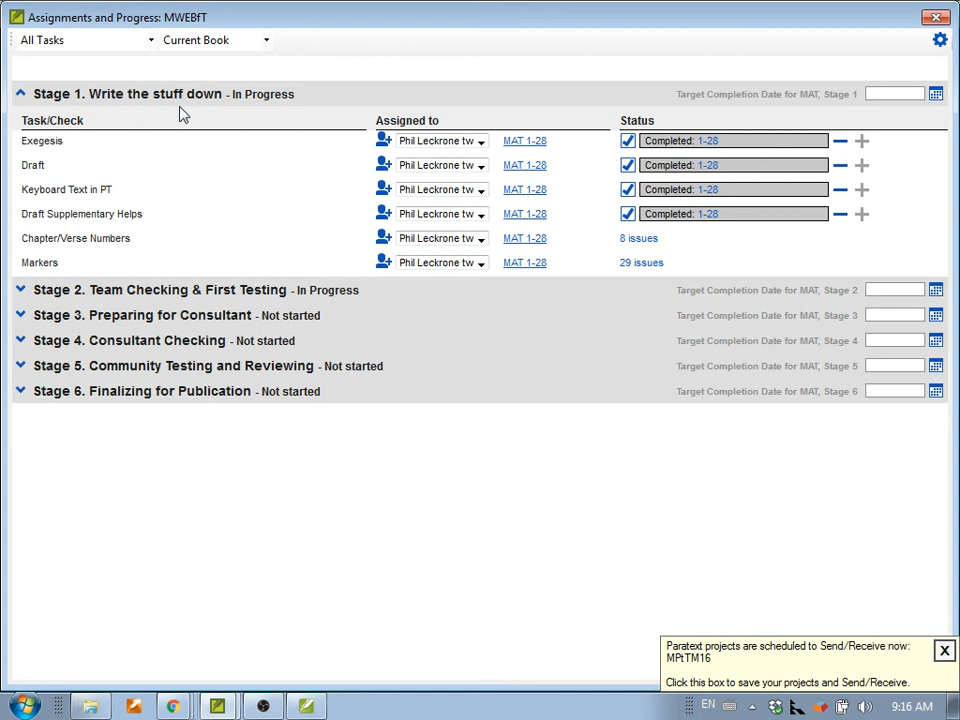 Assignments and Progress: MWEBfT
All Tasks Current Book
Stage 1. Write the stuff down - In Progress Target Completion Date for MAT, Stage 1
Task/Check Assigned to Status
Exegesis Phil Leckrone tw MAT 1-28 Completed: 1-28
Draft Phil Leckrone tw MAT 1-28 Completed: 1-28
Keyboard Text in PT Phil Leckrone tw MAT 1-28 Completed: 1-28
Draft Supplementary Helps Phil Leckrone tw MAT 1-28 Completed: 1-28
Chapter/Verse Numbers Phil Leckrone tw MAT 1-28 8 issues
Markers Phil Leckrone tw MAT 1-28 29 issues
Stage 2. Team Checking & First Testing - In Progress Target Completion Date for MAT, Stage 2
Stage 3. Preparing for Consultant - Not started Target Completion Date for MAT, Stage 3
Stage 4. Consultant Checking - Not started Target Completion Date for MAT, Stage 4
Stage 5. Community Testing and Reviewing - Not started Target Completion Date for MAT, Stage 5
Stage 6. Finalizing for Publication - Not started Target Completion Date for MAT, Stage 6
Paratext projects are scheduled to Send/Receive now:
MPtTM16
X
Click this box to save your projects and Send/Receive.
EN 9:16 AM